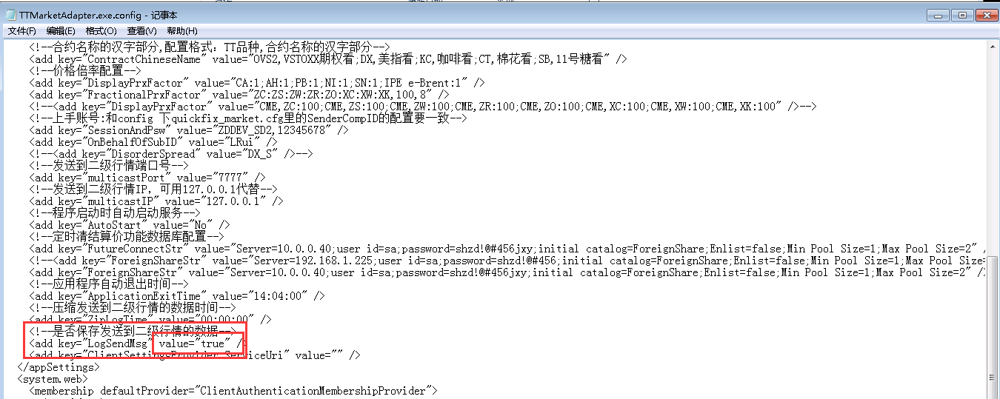 TTMarketAdapter.exe.config - 记事本
文件(F) 编辑(E) 格式(O) 查看(V) 帮助(H)
<!--合约名称的汉字部分,配置格式: TT品种,合约名称的汉字部分-->
<add key="ContractChineseName" value="OVS2,VSTOXX期权看;DX,美指看;KC,咖啡看;CT,棉花看;SB,11号糖看" />
<!--价格倍率配置-->
<add key="DisplayPrxFactor" value="CA:1;AH:1;PB:1;NI:1;SN:1;IPE e-Brent:1" />
<add key="FractionalPrxFactor" value="ZC:ZS:ZW:ZR:ZO:XC:XW:XK,100,8" />
<!--<add key="DisplayPrxFactor" value="CME,ZC:100;CME,ZS:100;CME,ZW:100;CME,ZR:100;CME,ZO:100;CME,XC:100;CME,XW:100;CME,XK:100" />-->
<!--上手账号:和config 下quickfix_market.cfg里的SenderCompID的配置要一致-->
<add key="SessionAndPsw" value="ZDDEV_SD2,12345678" />
<add key="OnBehalfOfSubID" value="LRui" />
<!--<add key="DisorderSpread" value="DX_S" />-->
<!--发送到二级行情端口号-->
<add key="multicastPort" value="7777" />
<!--发送到二级行情IP, 可用127.0.0.1代替-->
<add key="multicastIP" value="127.0.0.1" />
<!--程序启动时自动启动服务-->
<add key="AutoStart" value="No" />
<!--定时清结算价功能数据库配置-->
<add key="FutureConnectStr" value="Server=10.0.0.40;user id=sa;password=shzd!@#456jxy;initial catalog=ForeignShare;Enlist=false;Min Pool Size=1;Max Pool Size=2" /
<!--<add key="ForeignShareStr" value="Server=192.168.1.225;user id=sa;password=shzd!@#456;initial catalog=ForeignShare;Enlist=false;Min Pool Size=1;Max Pool Size=
<add key="ForeignShareStr" value="Server=10.0.0.40;user id=sa;password=shzd!@#456jxy;initial catalog=ForeignShare;Enlist=false;Min Pool Size=1;Max Pool Size=2" /
<!--应用程序自动退出时间-->
<add key="ApplicationExitTime" value="14:04:00" />
<!--压缩发送到二级行情的数据时间-->
<add key="ZipLogTime" value="00:00:00" />
<!--是否保存发送到二级行情的数据-->
<add key="LogSendMsg" value="true" />
<add key="ClientSettingsProvider.ServiceUri" value="" />
</appSettings>
<system.web>
<membership defaultProvider="ClientAuthenticationMembershipProvider">